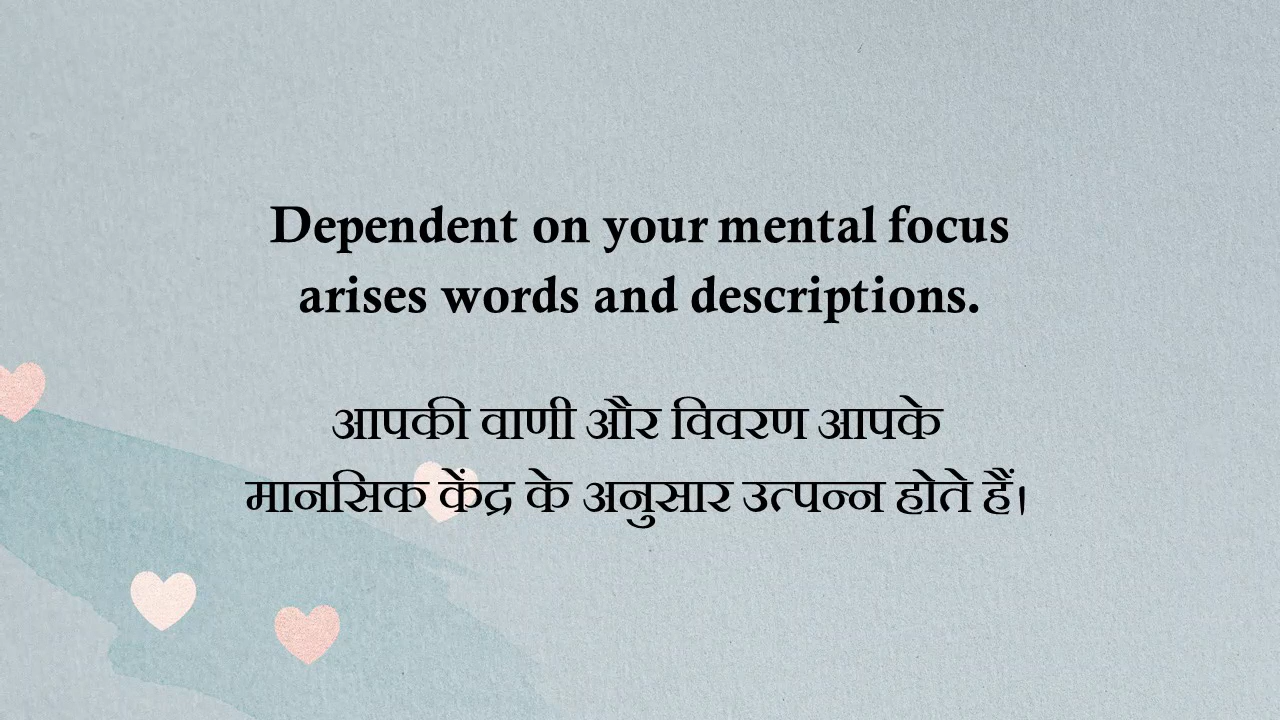 Dependent on your mental focus
arises words and descriptions.
आपकी वाणी और विवरण आपके
मानसिक केंद्र के अनुसार उत्पन्न होते हैं।